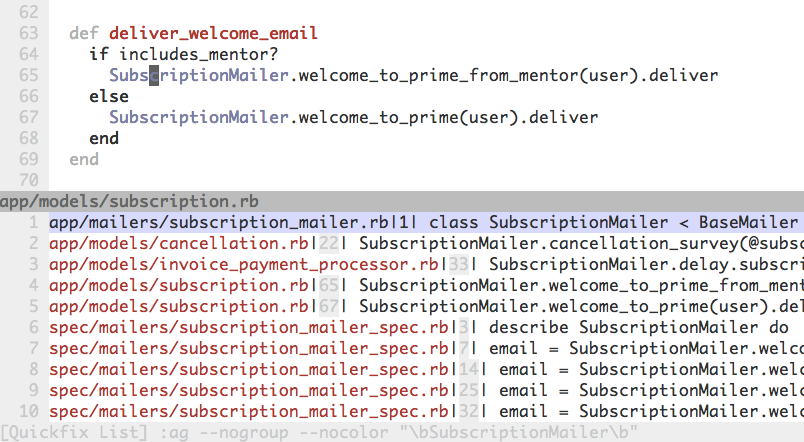 62
63 def deliver_welcome_email
64 if includes_mentor?
65 SubscriptionMailer.welcome_to_prime_from_mentor(user).deliver
66 else
67 SubscriptionMailer.welcome_to_prime(user).deliver
68 end
69 end
70
app/models/subscription.rb
1 app/mailers/subscription_mailer.rb|1| class SubscriptionMailer < BaseMailer
2 app/models/cancellation.rb|22| SubscriptionMailer.cancellation_survey(@subsc
3 app/models/invoice_payment_processor.rb|33| SubscriptionMailer.delay.subscri
4 app/models/subscription.rb|65| SubscriptionMailer.welcome_to_prime_from_ment
5 app/models/subscription.rb|67| SubscriptionMailer.welcome_to_prime(user).del
6 spec/mailers/subscription_mailer_spec.rb|3| describe SubscriptionMailer do
7 spec/mailers/subscription_mailer_spec.rb|7| email = SubscriptionMailer.welco
8 spec/mailers/subscription_mailer_spec.rb|14| email = SubscriptionMailer.welc
9 spec/mailers/subscription_mailer_spec.rb|25| email = SubscriptionMailer.welc
10 spec/mailers/subscription_mailer_spec.rb|32| email = SubscriptionMailer.welc
[Quickfix List] :ag --nogroup --nocolor "\bSubscriptionMailer\b"